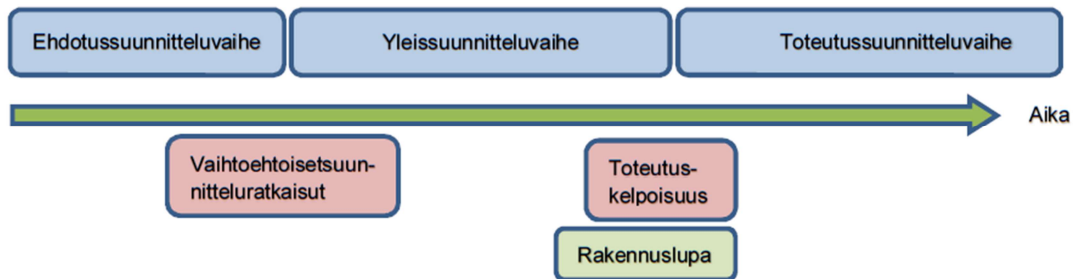 Ehdotussuunnitteluvaihe
Yleissuunnitteluvaihe
Toteutussuunnitteluvaihe
Aika
Vaihtoehtoisetsuun-
nitteluratkaisut
Toteutus-
kelpoisuus
Rakennuslupa